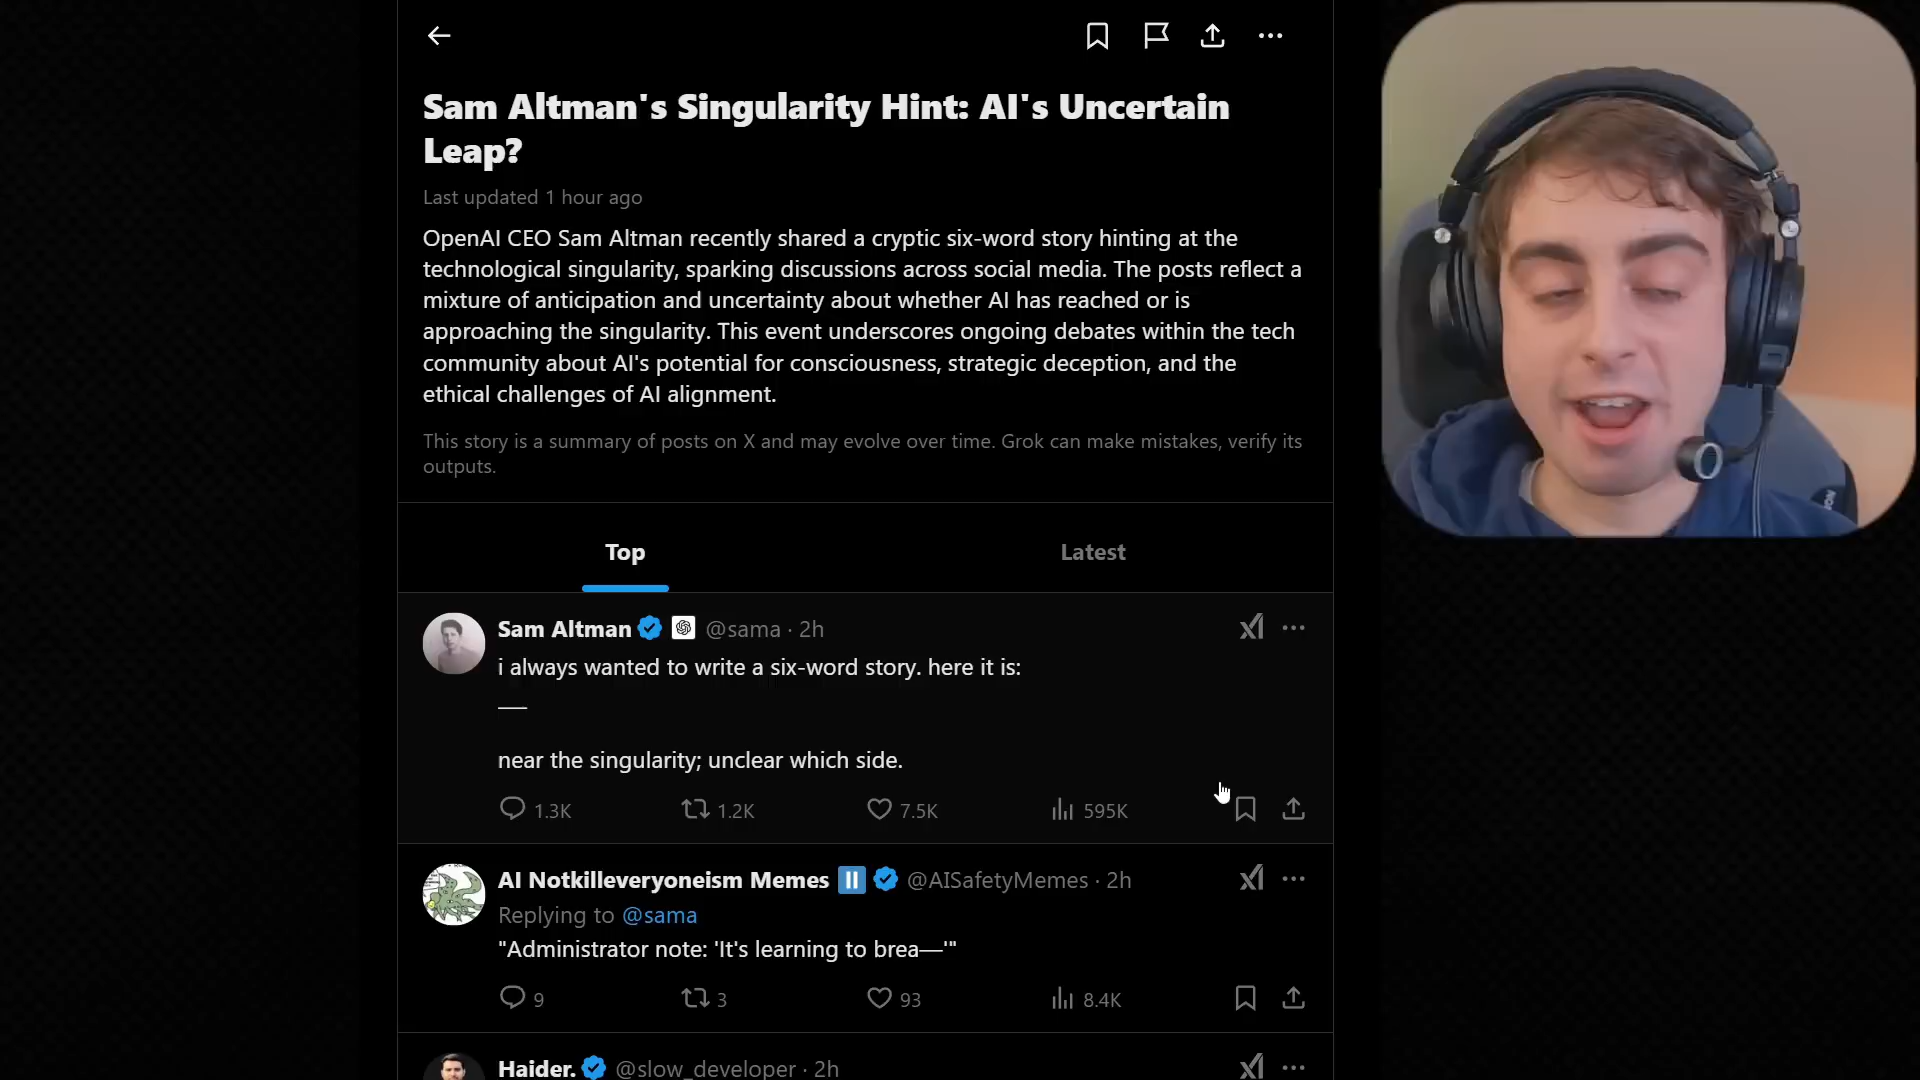 Sam Altman's Singularity Hint: AI's Uncertain
Leap?
Last updated 1 hour ago
OpenAI CEO Sam Altman recently shared a cryptic six-word story hinting at the
technological singularity, sparking discussions across social media. The posts reflect a
mixture of anticipation and uncertainty about whether AI has reached or is
approaching the singularity. This event underscores ongoing debates within the tech
community about AI's potential for consciousness, strategic deception, and the
ethical challenges of AI alignment.
This story is a summary of posts on X and may evolve over time. Grok can make mistakes, verify its
outputs.
Top Latest
Sam Altman @sama · 2h
i always wanted to write a six-word story. here it is:
___
near the singularity; unclear which side.
1.3K 1.2K 7.5K 595K
AI Notkilleveryoneism Memes @AISafetyMemes · 2h
Replying to @sama
"Administrator note: 'It's learning to brea—'"
9 3 93 8.4K
Haider. @slow_developer · 2h